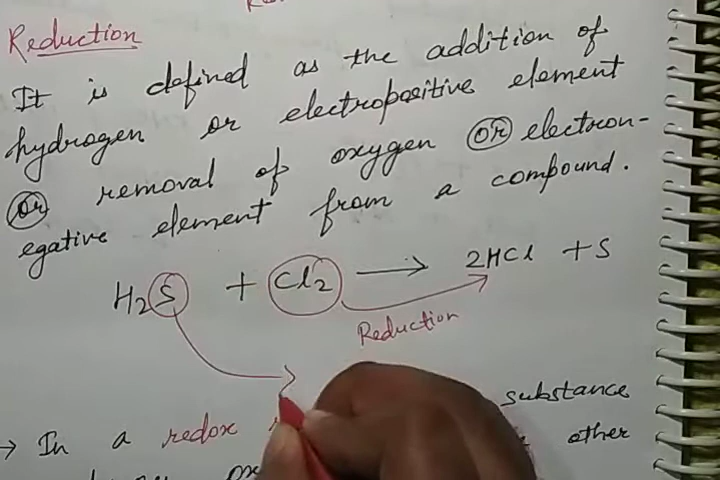 Reduction
It is defined as the addition of
hydrogen or electropositive element
or removal of oxygen or electron-
egative element from a compound.
H₂S + Cl₂ → 2HCl + S
Reduction
substance
→ In a redox other